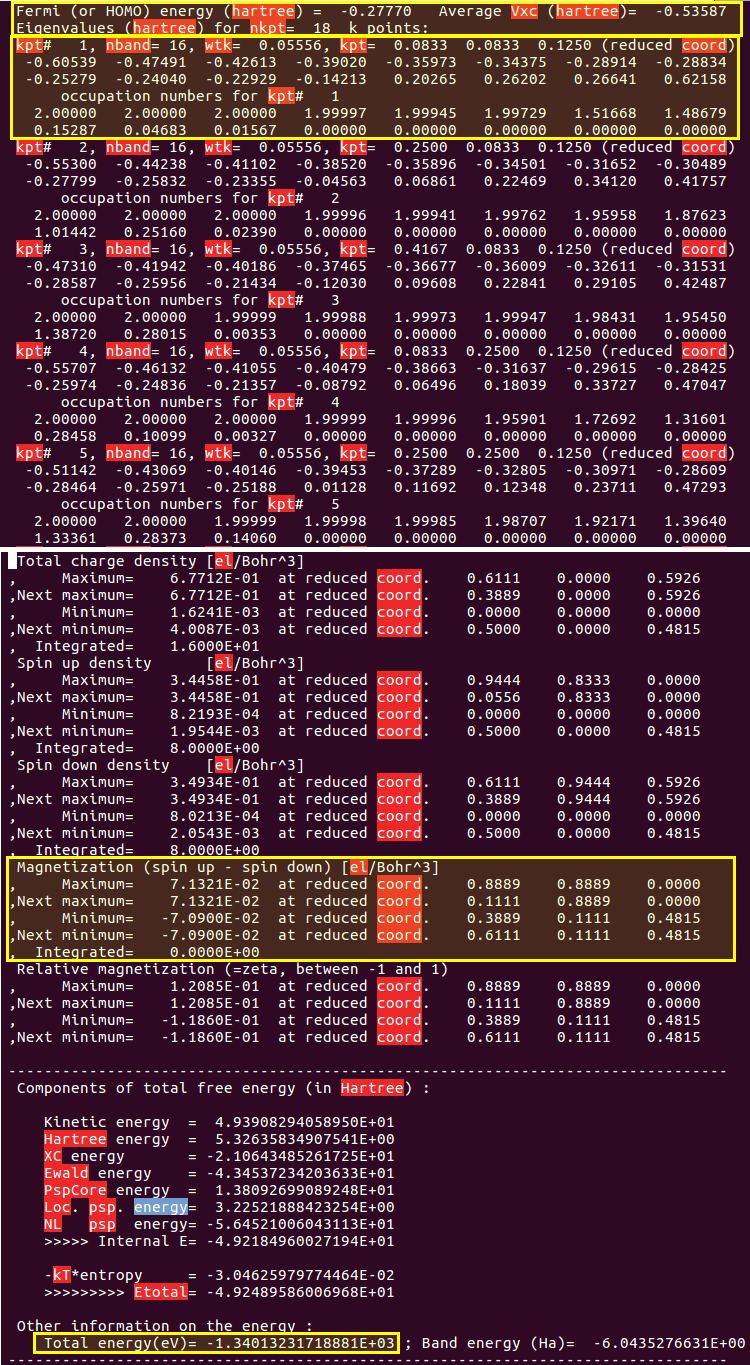 Fermi (or HOMO) energy (hartree) =  -0.27770   Average Vxc (hartree)=  -0.53587
Eigenvalues (hartree) for nkpt=  18  k points:
kpt#   1, nband= 16, wtk=  0.05556, kpt=  0.0833  0.0833  0.1250 (reduced coord)
-0.60539  -0.47491  -0.42613  -0.39020  -0.35973  -0.34375  -0.28914  -0.28834
-0.25279  -0.24040  -0.22929  -0.14213   0.20265   0.26202   0.26641   0.62158
occupation numbers for kpt#   1
2.00000   2.00000   2.00000   1.99997   1.99945   1.99729   1.51668   1.48679
0.15287   0.04683   0.01567   0.00000   0.00000   0.00000   0.00000   0.00000
kpt#   2, nband= 16, wtk=  0.05556, kpt=  0.2500  0.0833  0.1250 (reduced coord)
-0.55300  -0.44238  -0.41102  -0.38520  -0.35896  -0.34501  -0.31652  -0.30489
-0.27799  -0.25832  -0.23355  -0.04563   0.06861   0.22469   0.34120   0.41757
occupation numbers for kpt#   2
2.00000   2.00000   2.00000   1.99996   1.99941   1.99762   1.95958   1.87623
1.01442   0.25160   0.02390   0.00000   0.00000   0.00000   0.00000   0.00000
kpt#   3, nband= 16, wtk=  0.05556, kpt=  0.4167  0.0833  0.1250 (reduced coord)
-0.47310  -0.41942  -0.40186  -0.37465  -0.36677  -0.36009  -0.32611  -0.31531
-0.28587  -0.25956  -0.21434  -0.12030   0.09608   0.22841   0.29105   0.42487
occupation numbers for kpt#   3
2.00000   2.00000   1.99999   1.99988   1.99973   1.99947   1.98431   1.95450
1.38720   0.28015   0.00353   0.00000   0.00000   0.00000   0.00000   0.00000
kpt#   4, nband= 16, wtk=  0.05556, kpt=  0.0833  0.2500  0.1250 (reduced coord)
-0.55707  -0.46132  -0.41055  -0.40479  -0.38663  -0.31637  -0.29615  -0.28425
-0.25974  -0.24836  -0.21357  -0.08792   0.06496   0.18039   0.33727   0.47047
occupation numbers for kpt#   4
2.00000   2.00000   2.00000   1.99999   1.99996   1.95901   1.72692   1.31601
0.28458   0.10099   0.00327   0.00000   0.00000   0.00000   0.00000   0.00000
kpt#   5, nband= 16, wtk=  0.05556, kpt=  0.2500  0.2500  0.1250 (reduced coord)
-0.51142  -0.43069  -0.40146  -0.39453  -0.37289  -0.32805  -0.30971  -0.28609
-0.28464  -0.25971  -0.25188   0.01128   0.11692   0.12348   0.23711   0.47293
occupation numbers for kpt#   5
2.00000   2.00000   1.99999   1.99998   1.99985   1.98707   1.92171   1.39640
1.33361   0.28373   0.14060   0.00000   0.00000   0.00000   0.00000   0.00000
Total charge density [el/Bohr^3]
,     Maximum=    6.7712E-01  at reduced coord.    0.6111    0.0000    0.5926
,Next maximum=    6.7712E-01  at reduced coord.    0.3889    0.0000    0.5926
,     Minimum=    1.6241E-03  at reduced coord.    0.0000    0.0000    0.0000
,Next minimum=    4.0087E-03  at reduced coord.    0.5000    0.0000    0.4815
,  Integrated=    1.6000E+01
Spin up density      [el/Bohr^3]
,     Maximum=    3.4458E-01  at reduced coord.    0.9444    0.8333    0.0000
,Next maximum=    3.4458E-01  at reduced coord.    0.0556    0.8333    0.0000
,     Minimum=    8.2193E-04  at reduced coord.    0.0000    0.0000    0.0000
,Next minimum=    1.9544E-03  at reduced coord.    0.5000    0.0000    0.4815
,  Integrated=    8.0000E+00
Spin down density    [el/Bohr^3]
,     Maximum=    3.4934E-01  at reduced coord.    0.6111    0.9444    0.5926
,Next maximum=    3.4934E-01  at reduced coord.    0.3889    0.9444    0.5926
,     Minimum=    8.0213E-04  at reduced coord.    0.0000    0.0000    0.0000
,Next minimum=    2.0543E-03  at reduced coord.    0.5000    0.0000    0.4815
,  Integrated=    8.0000E+00
Magnetization (spin up - spin down) [el/Bohr^3]
,     Maximum=    7.1321E-02  at reduced coord.    0.8889    0.8889    0.0000
,Next maximum=    7.1321E-02  at reduced coord.    0.1111    0.8889    0.0000
,     Minimum=   -7.0900E-02  at reduced coord.    0.3889    0.1111    0.4815
,Next minimum=   -7.0900E-02  at reduced coord.    0.6111    0.1111    0.4815
,  Integrated=    0.0000E+00
Relative magnetization (=zeta, between -1 and 1)
,     Maximum=    1.2085E-01  at reduced coord.    0.8889    0.8889    0.0000
,Next maximum=    1.2085E-01  at reduced coord.    0.1111    0.8889    0.0000
,     Minimum=   -1.1860E-01  at reduced coord.    0.3889    0.1111    0.4815
,Next minimum=   -1.1860E-01  at reduced coord.    0.6111    0.1111    0.4815
--------------------------------------------------------------------------------
Components of total free energy (in Hartree) :
Kinetic energy  =  4.93908294058950E+01
Hartree energy  =  5.32635834907541E+00
XC energy       = -2.10643485261725E+01
Ewald energy    = -4.34537234203633E+01
PspCore energy  =  1.38092699089248E+01
Loc. psp. energy=  3.22521888423254E+00
NL   psp  energy= -5.64521006043113E+01
>>>>> Internal E= -4.92184960027194E+01
-kT*entropy     = -3.04625979774464E-02
>>>>>>>>> Etotal= -4.92489586006968E+01
Other information on the energy :
Total energy(eV)= -1.34013231718881E+03 ; Band energy (Ha)=  -6.0435276631E+00
--------------------------------------------------------------------------------